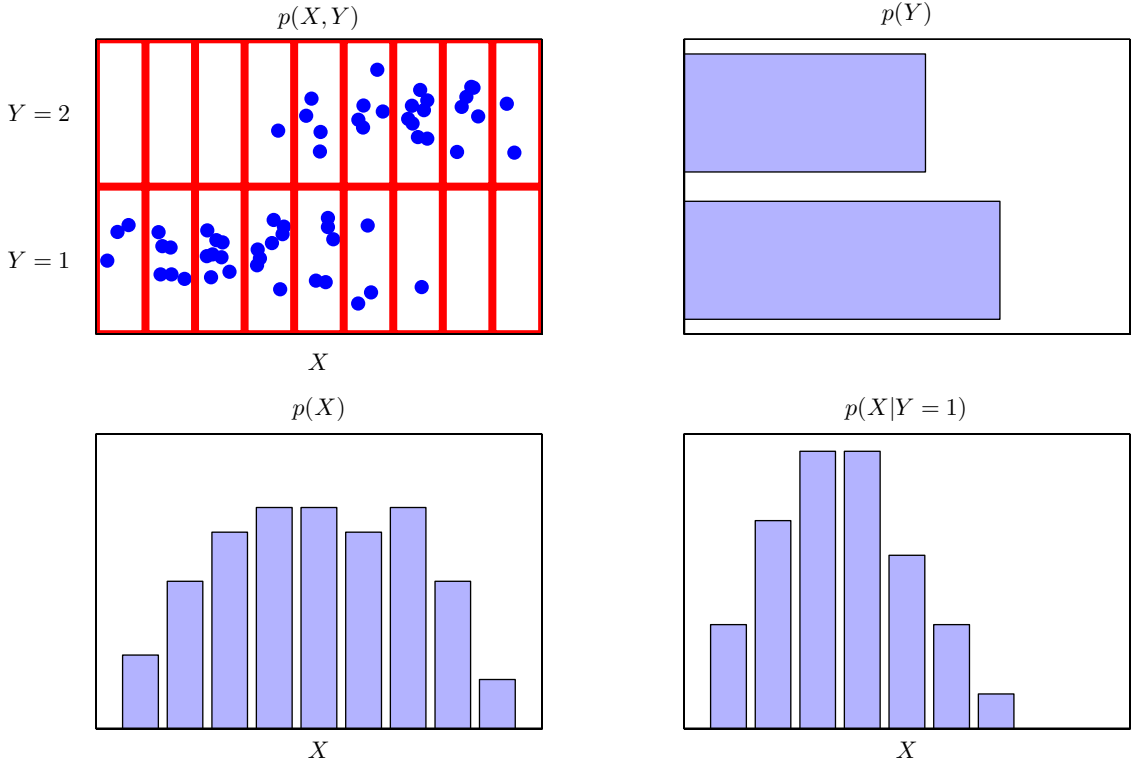 p(X, Y)
Y = 2
Y = 1
X
p(Y)
p(X)
X
p(X|Y = 1)
X